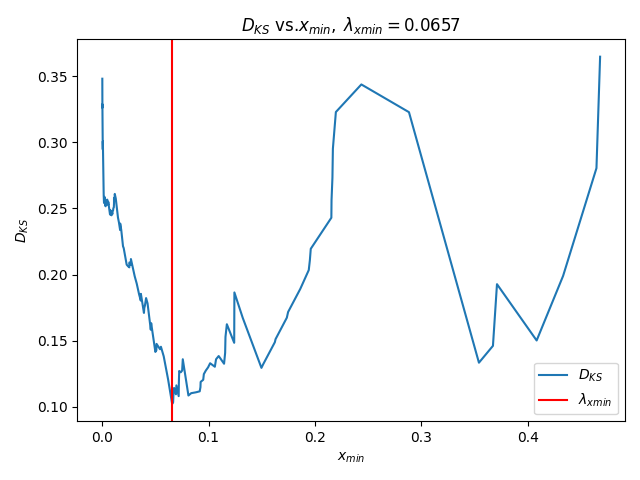 D_KS vs.x_min, λ_xmin = 0.0657
0.35
0.30
0.25
0.20
0.15
0.10
D_KS
0.0 0.1 0.2 0.3 0.4
x_min
D_KS
λ_xmin